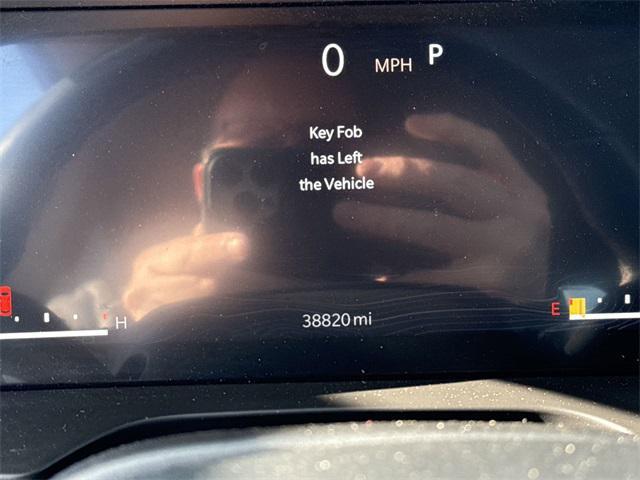 0 MPH P
Key Fob
has Left
the Vehicle
H 38820 mi E